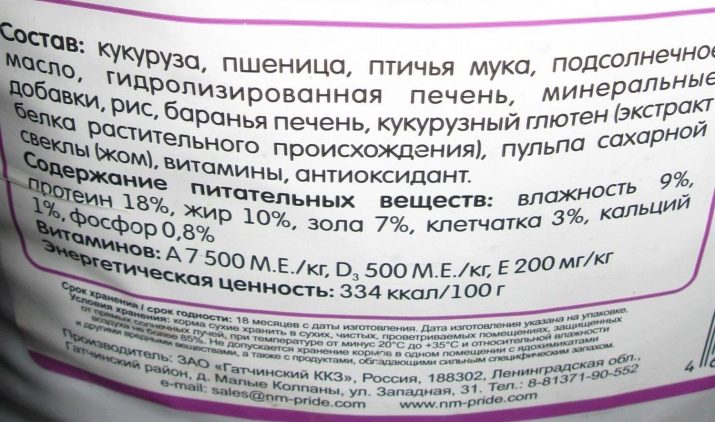 Состав: кукуруза, пшеница, птичья мука, подсолнечное
масло, гидролизированная печень, минеральные
добавки, рис, баранья печень, кукурузный глютен (экстракт
белка растительного происхождения), пульпа сахарной
свеклы (жом), витамины, антиоксидант.
Содержание питательных веществ: влажность 9%,
протеин 18%, жир 10%, зола 7%, клетчатка 3%, кальций
1%, фосфор 0,8%
Витаминов: А 7 500 М.Е./кг, D₃ 500 М.Е./кг, Е 200 мг/кг
Энергетическая ценность: 334 ккал/100 г
Срок хранения / срок годности: 18 месяцев с даты изготовления. Дата изготовления указана на упаковке.
Условия хранения: корма сухие хранить в сухих, чистых, проветриваемых помещениях, защищенных
от прямых солнечных лучей, при температуре от минус 20°С до +35°С и относительной влажности
воздуха не более 85%. Не допускается хранение кормов в одном помещении с ядохимикатами
и другими вредными веществами, а также с продуктами, обладающими сильным специфическим запахом.
Производитель: ЗАО «Гатчинский ККЗ», Россия, 188302, Ленинградская обл.,
Гатчинский район, д. Малые Колпаны, ул. Западная, 31. Тел.: 8-81371-90-552
e-mail: sales@nm-pride.com www.nm-pride.com
4